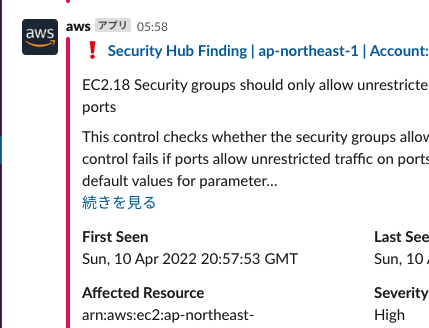 aws アプリ 05:58
aws
❗ Security Hub Finding | ap-northeast-1 | Account:
EC2.18 Security groups should only allow unrestricte
ports
This control checks whether the security groups allow
control fails if ports allow unrestricted traffic on ports
default values for parameter...
続きを見る
First Seen Last See
Sun, 10 Apr 2022 20:57:53 GMT Sun, 10
Affected Resource Severity
arn:aws:ec2:ap-northeast- High